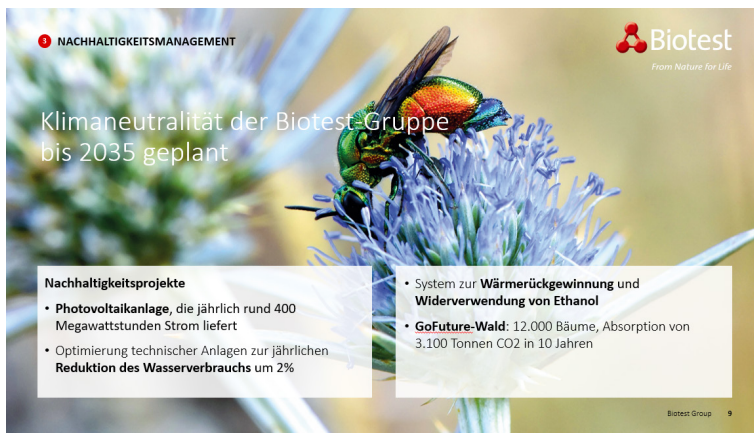 3 NACHHALTIGKEITSMANAGEMENT
Biotest
From Nature for Life
Klimaneutralität der Biotest-Gruppe
bis 2035 geplant
Nachhaltigkeitsprojekte
• Photovoltaikanlage, die jährlich rund 400
Megawattstunden Strom liefert
• Optimierung technischer Anlagen zur jährlichen
Reduktion des Wasserverbrauchs um 2%
• System zur Wärmerückgewinnung und
Widerverwendung von Ethanol
• GoFuture-Wald: 12.000 Bäume, Absorption von
3.100 Tonnen CO2 in 10 Jahren
Biotest Group 9